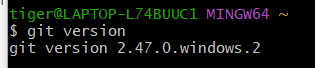 tiger@LAPTOP-L74BUUC1 MINGW64 ~
$ git version
git version 2.47.0.windows.2